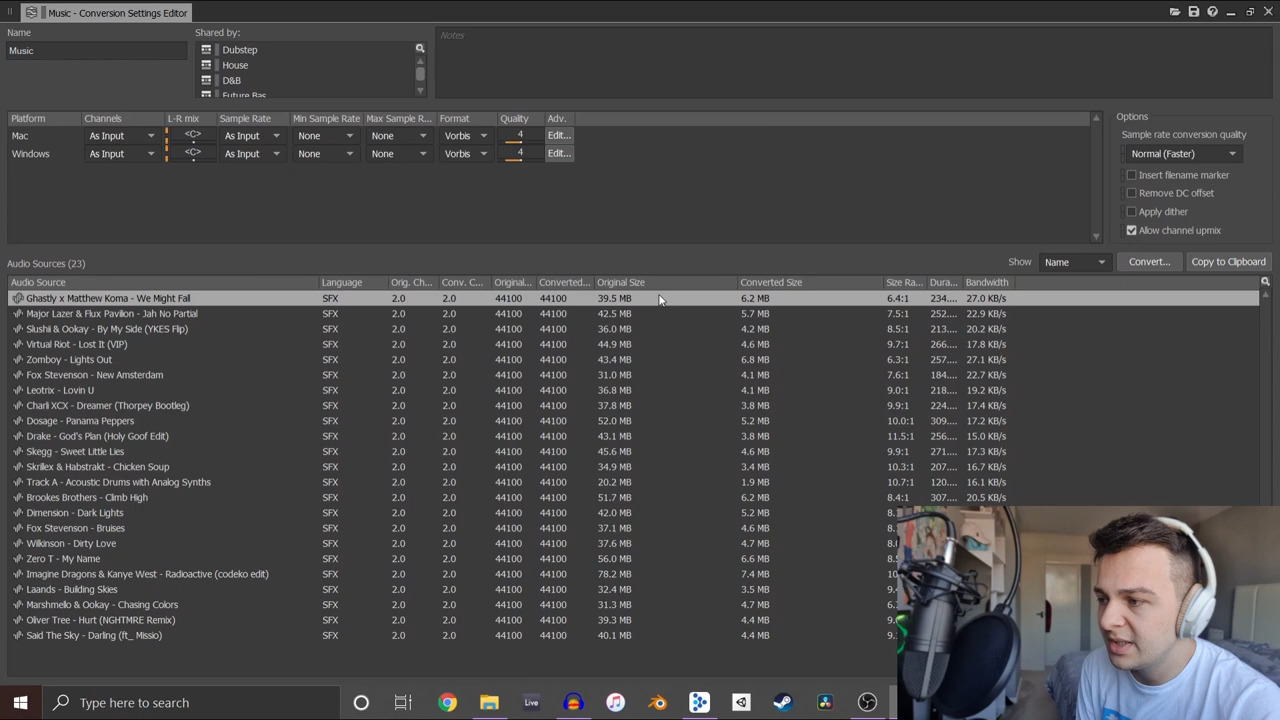 Music - Conversion Settings Editor
Name
Music
Shared by:
Dubstep
House
D&B
Future Bas
Notes
Platform Channels L-R mix Sample Rate Min Sample Rate Max Sample R... Format Quality Adv.
Mac As Input <C> As Input None None Vorbis 4 Edit...
Windows As Input <C> As Input None None Vorbis 4 Edit...
Options
Sample rate conversion quality
Normal (Faster)
Insert filename marker
Remove DC offset
Apply dither
Allow channel upmix
Audio Sources (23) Show Name Convert... Copy to Clipboard
Audio Source Language Orig. Ch... Conv. C... Original... Converted... Original Size Converted Size Size Ra... Dura... Bandwidth
Ghastly x Matthew Koma - We Might Fall SFX 2.0 2.0 44100 44100 39.5 MB 6.2 MB 6.4:1 234.... 27.0 KB/s
Major Lazer & Flux Pavilion - Jah No Partial SFX 2.0 2.0 44100 44100 42.5 MB 5.7 MB 7.5:1 252.... 22.9 KB/s
Slushii & Ookay - By My Side (YKES Flip) SFX 2.0 2.0 44100 44100 36.0 MB 4.2 MB 8.5:1 213.... 20.2 KB/s
Virtual Riot - Lost It (VIP) SFX 2.0 2.0 44100 44100 44.9 MB 4.6 MB 9.7:1 266.... 17.8 KB/s
Zomboy - Lights Out SFX 2.0 2.0 44100 44100 43.4 MB 6.8 MB 6.3:1 257.... 27.1 KB/s
Fox Stevenson - New Amsterdam SFX 2.0 2.0 44100 44100 31.0 MB 4.1 MB 7.6:1 184.... 22.7 KB/s
Leotrix - Lovin U SFX 2.0 2.0 44100 44100 36.8 MB 4.1 MB 9.0:1 218.... 19.2 KB/s
Charli XCX - Dreamer (Thorpey Bootleg) SFX 2.0 2.0 44100 44100 37.8 MB 3.8 MB 9.9:1 224.... 17.4 KB/s
Dosage - Panama Peppers SFX 2.0 2.0 44100 44100 52.0 MB 5.2 MB 10.0:1 309.... 17.2 KB/s
Drake - God's Plan (Holy Goof Edit) SFX 2.0 2.0 44100 44100 43.1 MB 3.8 MB 11.5:1 256.... 15.0 KB/s
Skegg - Sweet Little Lies SFX 2.0 2.0 44100 44100 45.6 MB 4.6 MB 9.9:1 271.... 17.3 KB/s
Skrillex & Habstrakt - Chicken Soup SFX 2.0 2.0 44100 44100 34.9 MB 3.4 MB 10.3:1 207.... 16.7 KB/s
Track A - Acoustic Drums with Analog Synths SFX 2.0 2.0 44100 44100 20.2 MB 1.9 MB 10.7:1 120.... 16.1 KB/s
Brookes Brothers - Climb High SFX 2.0 2.0 44100 44100 51.7 MB 6.2 MB 8.4:1 307.... 20.5 KB/s
Dimension - Dark Lights SFX 2.0 2.0 44100 44100 42.0 MB 5.2 MB 8.
Fox Stevenson - Bruises SFX 2.0 2.0 44100 44100 37.1 MB 4.6 MB 8.
Wilkinson - Dirty Love SFX 2.0 2.0 44100 44100 37.6 MB 4.7 MB 8.
Zero T - My Name SFX 2.0 2.0 44100 44100 56.0 MB 6.6 MB 8.
Imagine Dragons & Kanye West - Radioactive (codeko edit) SFX 2.0 2.0 44100 44100 78.2 MB 7.4 MB 10
Laands - Building Skies SFX 2.0 2.0 44100 44100 32.4 MB 3.5 MB 9.
Marshmello & Ookay - Chasing Colors SFX 2.0 2.0 44100 44100 31.3 MB 4.7 MB 6.
Oliver Tree - Hurt (NGHTMRE Remix) SFX 2.0 2.0 44100 44100 39.3 MB 4.4 MB 9.
Said The Sky - Darling (ft_ Missio) SFX 2.0 2.0 44100 44100 40.1 MB 4.4 MB
Type here to search
Live